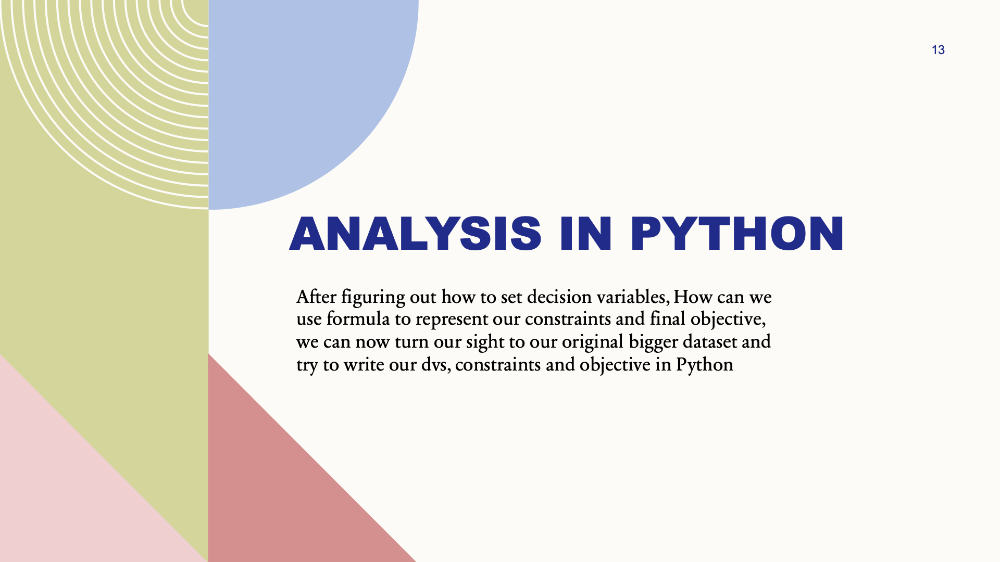 13
ANALYSIS IN PYTHON
After figuring out how to set decision variables, How can we
use formula to represent our constraints and final objective,
we can now turn our sight to our original bigger dataset and
try to write our dvs, constraints and objective in Python